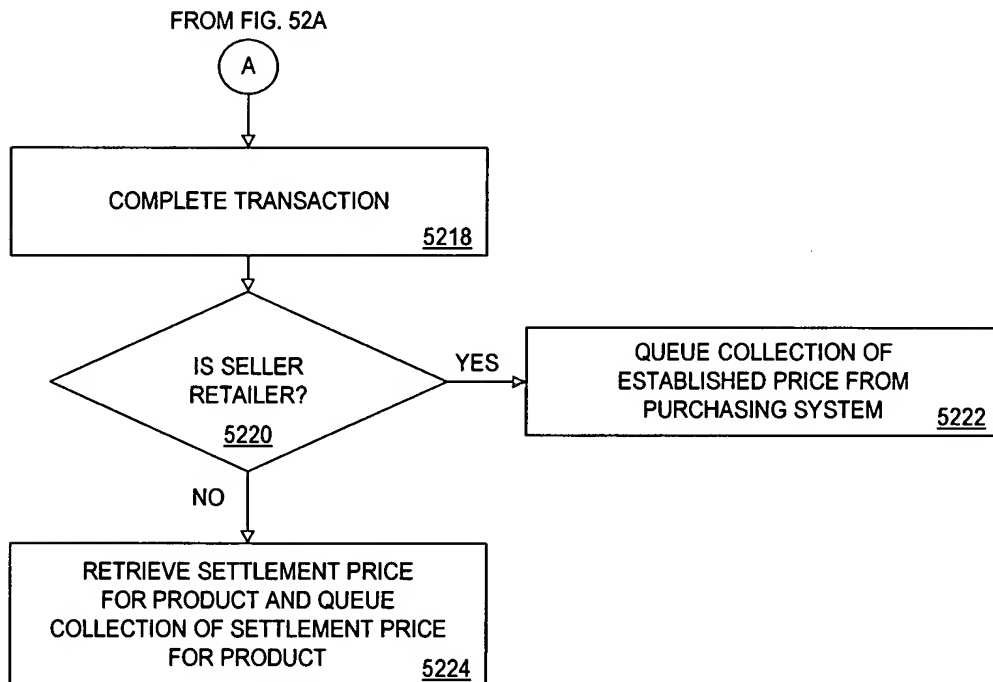 FROM FIG. 52A
A
COMPLETE TRANSACTION
5218
IS SELLER
RETAILER?
5220
YES
QUEUE COLLECTION OF
ESTABLISHED PRICE FROM
PURCHASING SYSTEM
5222
NO
RETRIEVE SETTLEMENT PRICE
FOR PRODUCT AND QUEUE
COLLECTION OF SETTLEMENT PRICE
FOR PRODUCT
5224